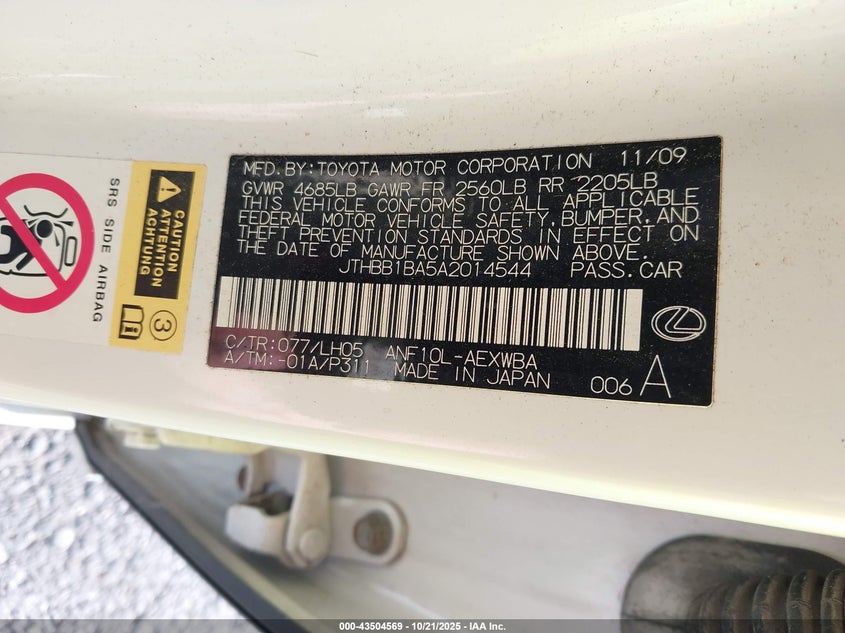 SRS SIDE AIRBAG
CAUTION
ATTENTION
ACHTUNG
3
MFD.BY:TOYOTA MOTOR CORPORATION 11/09
GVWR 4685LB GAWR FR 2560LB RR 2205LB
THIS VEHICLE CONFORMS TO ALL APPLICABLE
FEDERAL MOTOR VEHICLE SAFETY,BUMPER,AND
THEFT PREVENTION STANDARDS IN EFFECT ON
THE DATE OF MANUFACTURE SHOWN ABOVE.
JTHBB1BA5A2014544 PASS.CAR
C/TR:077/LH05 ANF10L-AEXWBA
A/TM:-01A/P311 MADE IN JAPAN 006 A
000-43504569 - 10/21/2025 - IAA Inc.